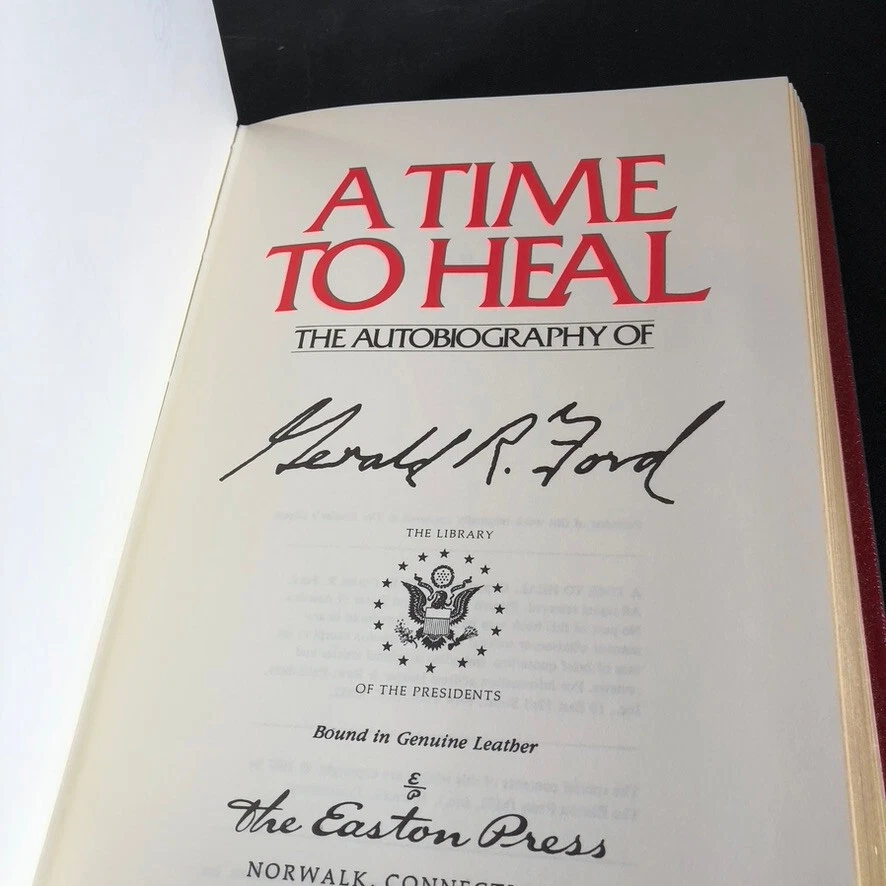 A TIME
TO HEAL
THE AUTOBIOGRAPHY OF
Gerald R. Ford
THE LIBRARY
OF THE PRESIDENTS
Bound in Genuine Leather
The Easton Press
NORWALK,